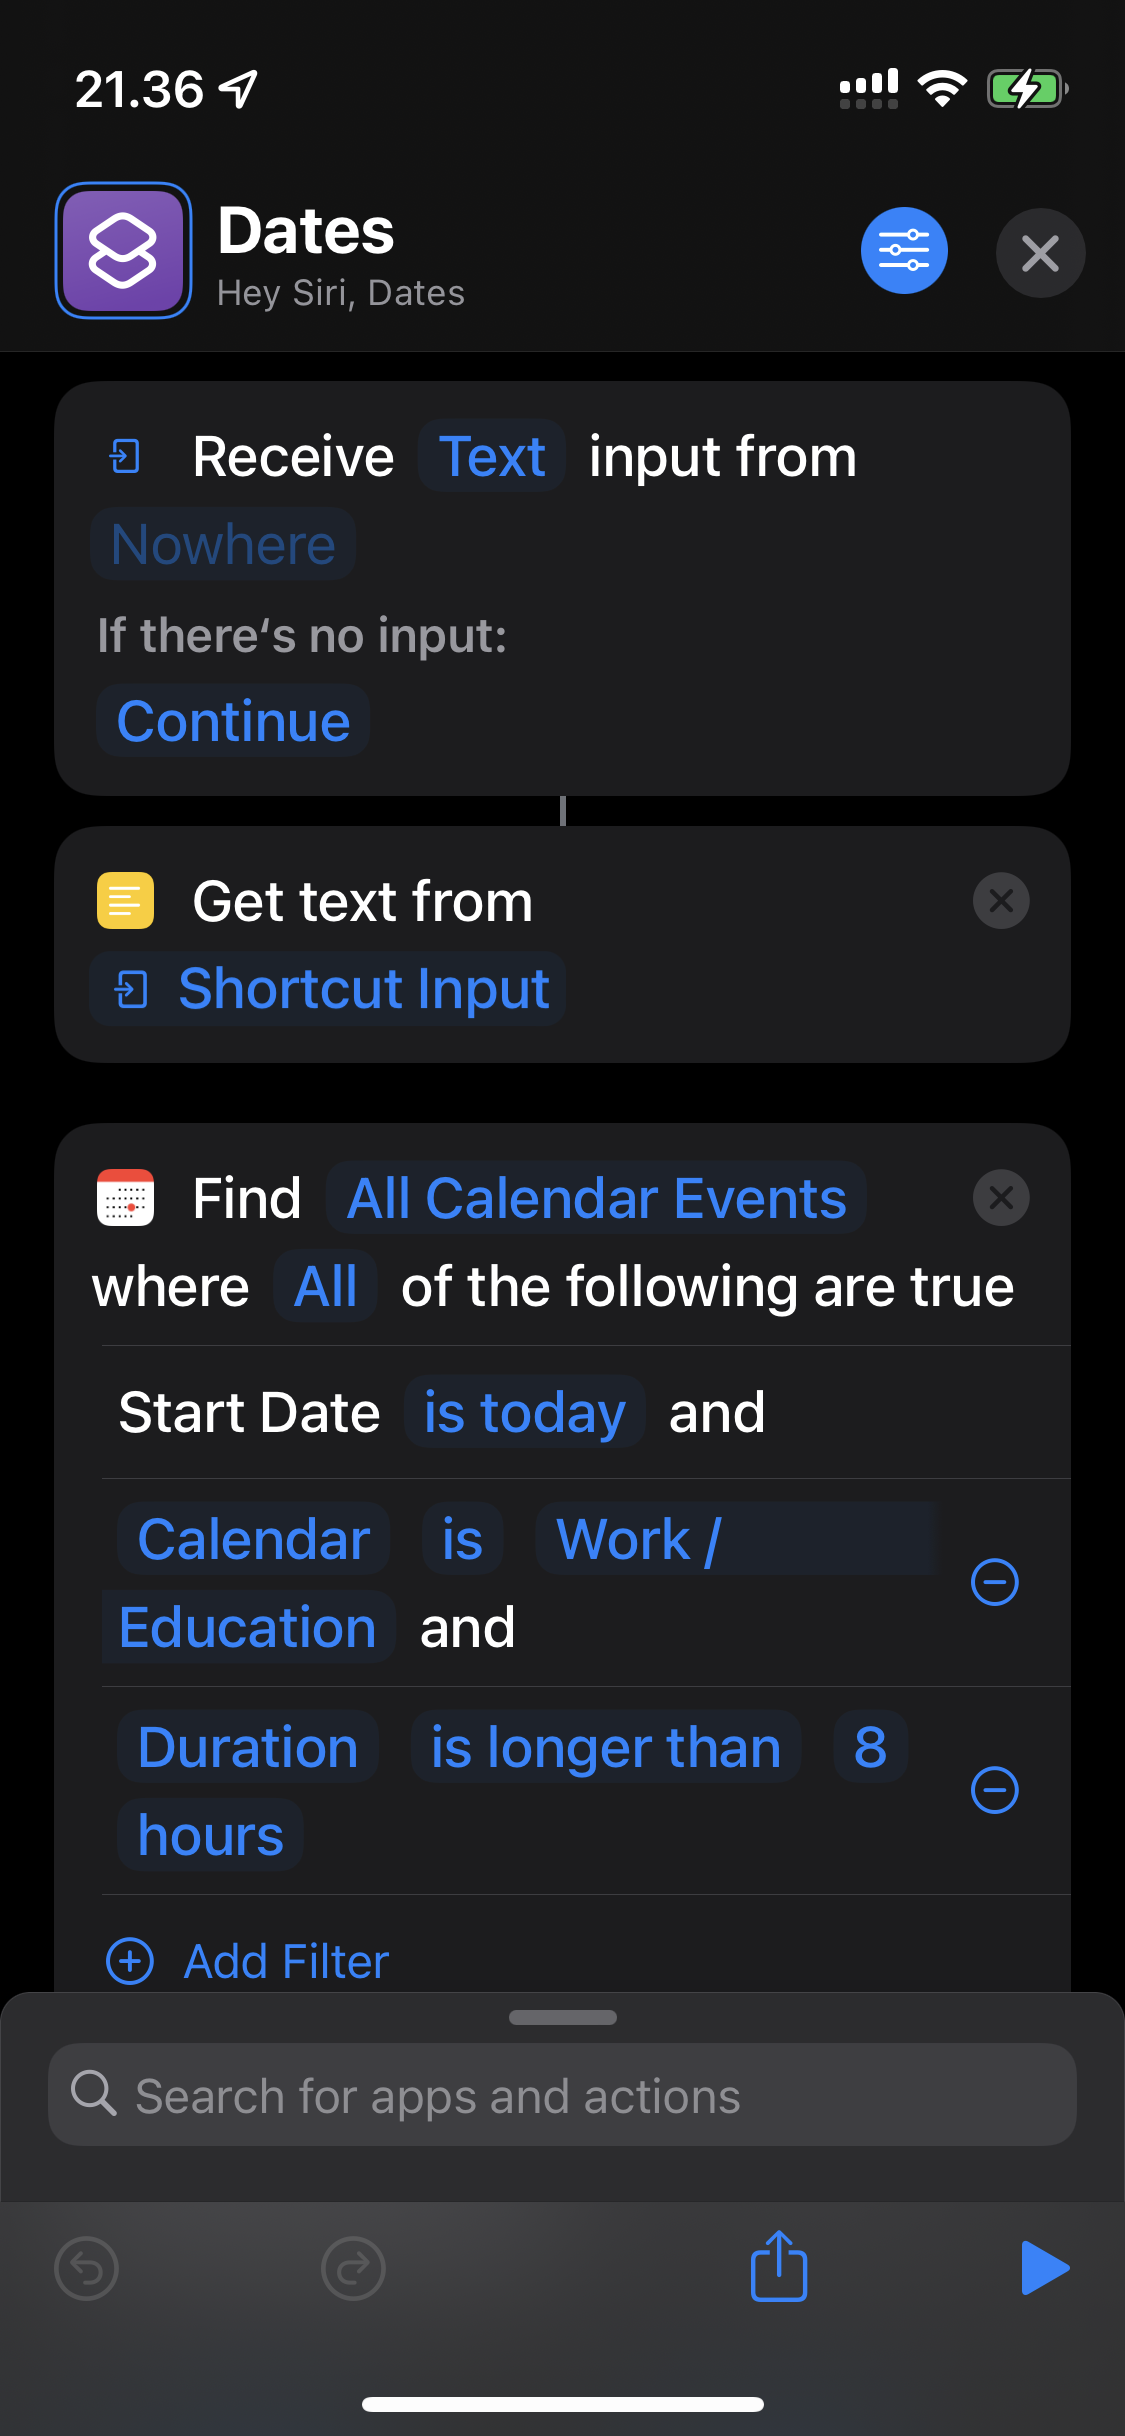 21.36
Dates
Hey Siri, Dates
Receive Text input from
Nowhere
If there‘s no input:
Continue
Get text from
Shortcut Input
Find All Calendar Events
where All of the following are true
Start Date is today and
Calendar is Work /
Education and
Duration is longer than 8
hours
Add Filter
Search for apps and actions